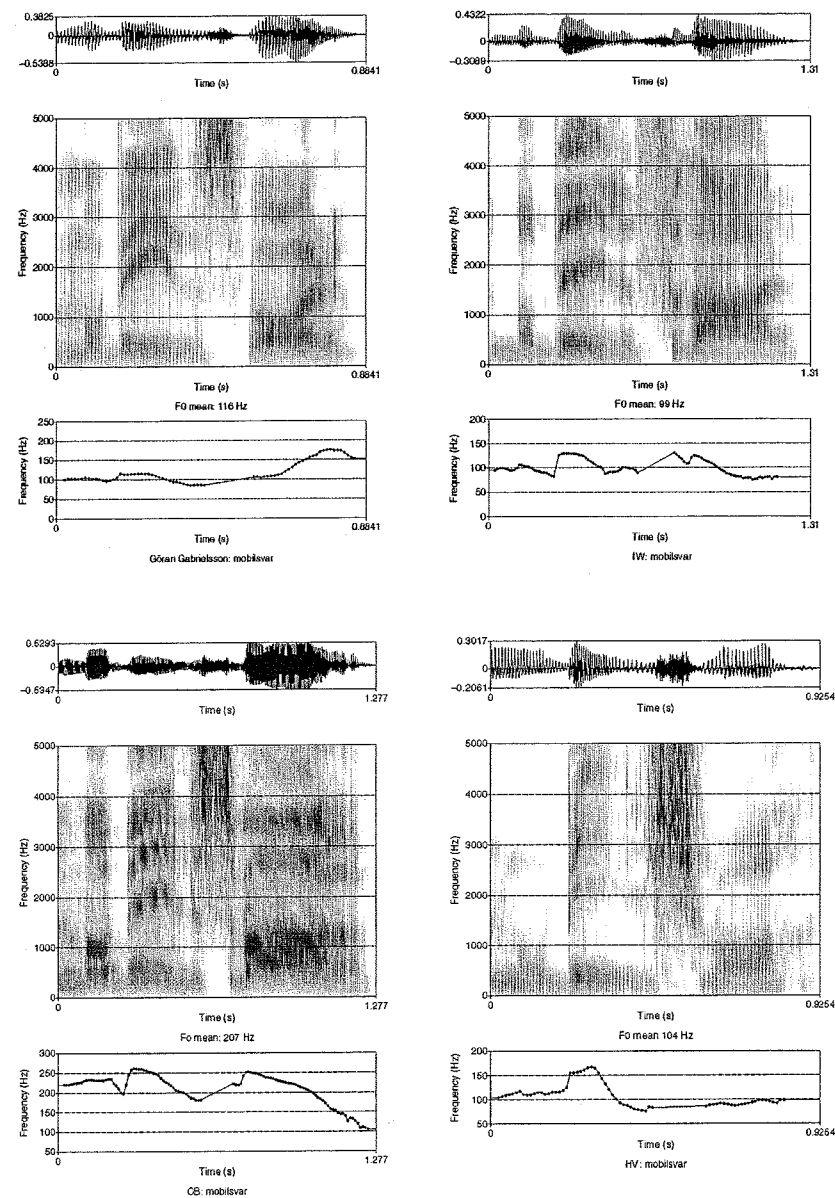 0.3825
0
−0.5388
0 0.8841
Time (s)
5000
4000
3000
2000
1000
0
Frequency (Hz)
0 0.8841
Time (s)
F0 mean: 116 Hz
250
200
150
100
50
0
Frequency (Hz)
0 0.8841
Time (s)
Göran Gabrielsson: mobilsvar
0.4322
0
−0.3089
0 1.31
Time (s)
5000
4000
3000
2000
1000
0
Frequency (Hz)
0 1.31
Time (s)
F0 mean: 99 Hz
200
150
100
50
0
Frequency (Hz)
0 1.31
Time (s)
IW: mobilsvar
0.5293
0
−0.5347
0 1.277
Time (s)
5000
4000
3000
2000
1000
0
Frequency (Hz)
0 1.277
Time (s)
Fo mean: 207 Hz
300
250
200
150
100
50
Frequency (Hz)
0 1.277
Time (s)
CB: mobilsvar
0.3017
0
−0.2061
0 0.9254
Time (s)
5000
4000
3000
2000
1000
0
Frequency (Hz)
0 0.9254
Time (s)
F0 mean 104 Hz
200
150
100
50
Frequency (Hz)
0 0.9254
Time (s)
HV: mobilsvar